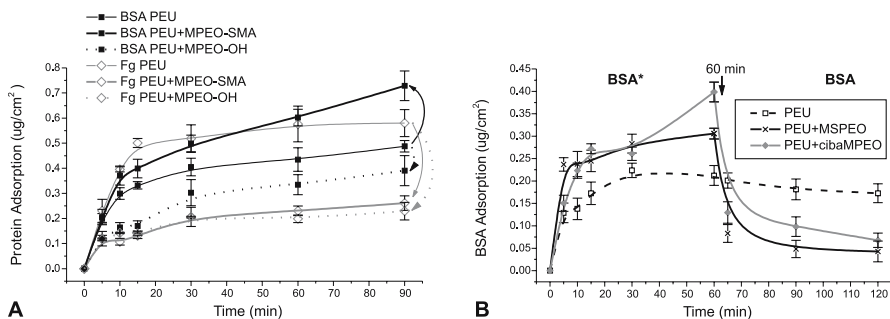 BSA PEU
BSA PEU+MPEO-SMA
BSA PEU+MPEO-OH
Fg PEU
Fg PEU+MPEO-SMA
Fg PEU+MPEO-OH
Protein Adsorption (ug/cm²)
0.8
0.7
0.6
0.5
0.4
0.3
0.2
0.1
0.0
0 10 20 30 40 50 60 70 80 90
Time (min)
A
60 min
BSA*
BSA
PEU
PEU+MSPEO
PEU+cibaMPEO
BSA Adsorption (ug/cm²)
0.45
0.40
0.35
0.30
0.25
0.20
0.15
0.10
0.05
0.00
0 10 20 30 40 50 60 70 80 90 100 110 120
Time (min)
B